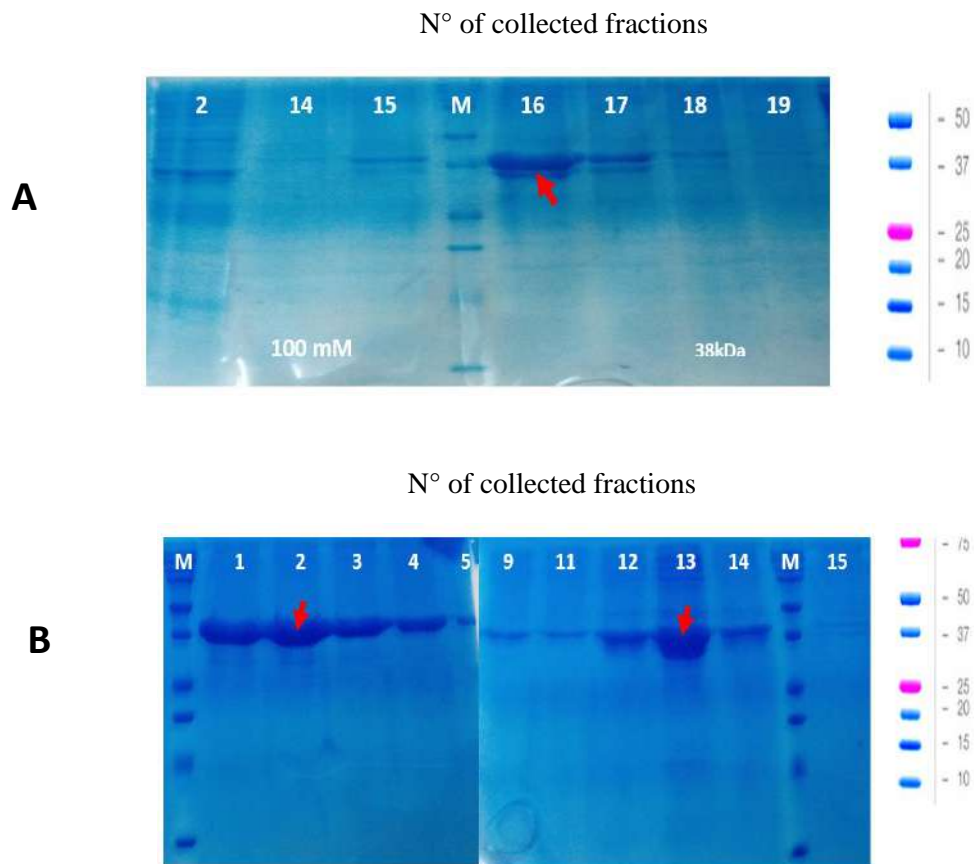 N° of collected fractions
A
2 14 15 M 16 17 18 19
100 mM 38kDa
- 50
- 37
- 25
- 20
- 15
- 10
N° of collected fractions
B
M 1 2 3 4 5 9 11 12 13 14 M 15
- 75
- 50
- 37
- 25
- 20
- 15
- 10